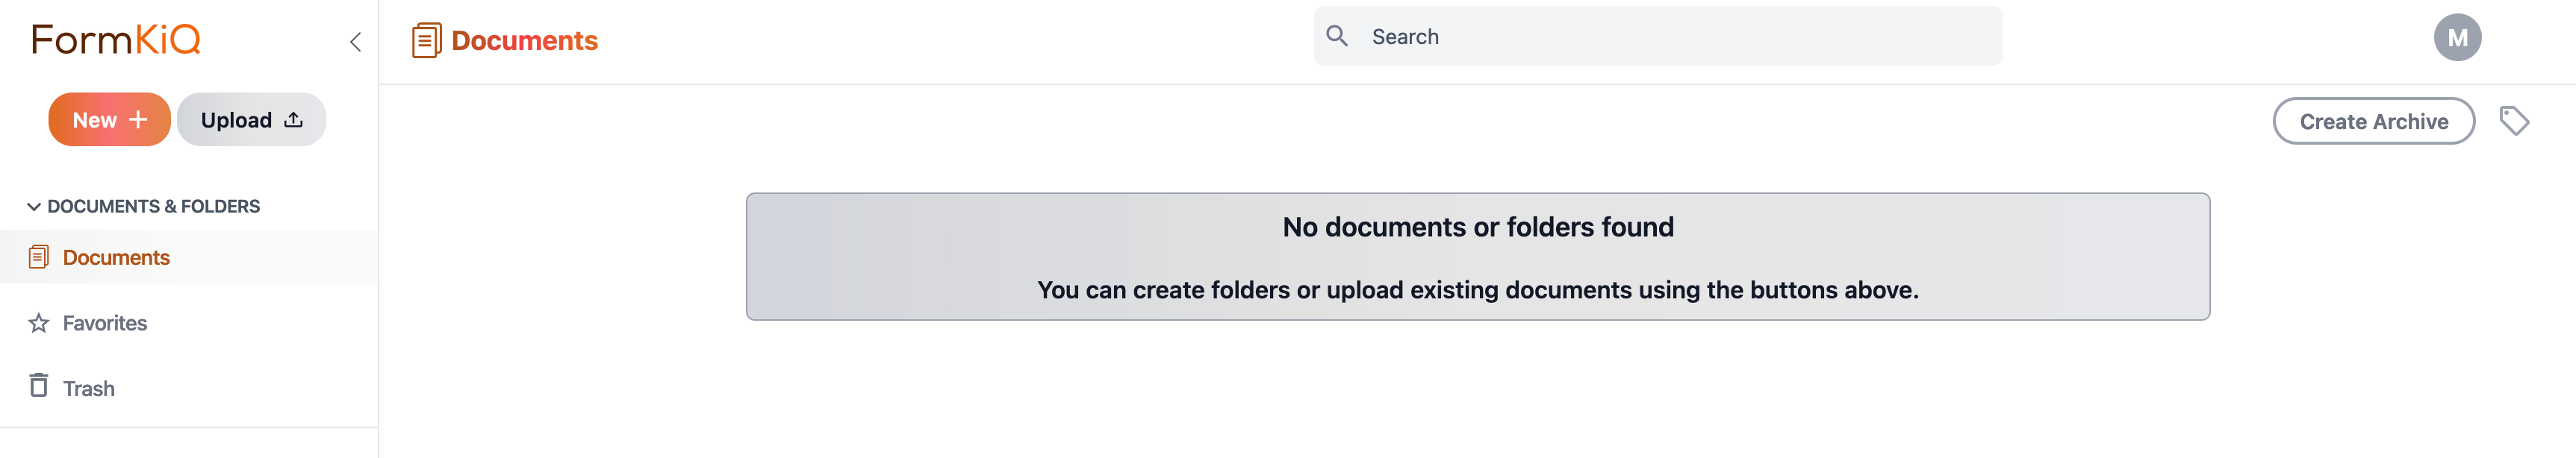 FormKiQ
New
Upload
DOCUMENTS & FOLDERS
Documents
Favorites
Trash
Documents
Search
M
Create Archive
No documents or folders found
You can create folders or upload existing documents using the buttons above.